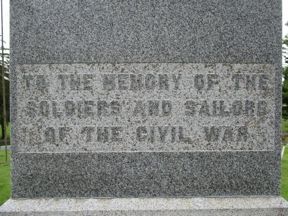 TO THE MEMORY OF THE
SOLDIERS AND SAILORS
OF THE CIVIL WAR